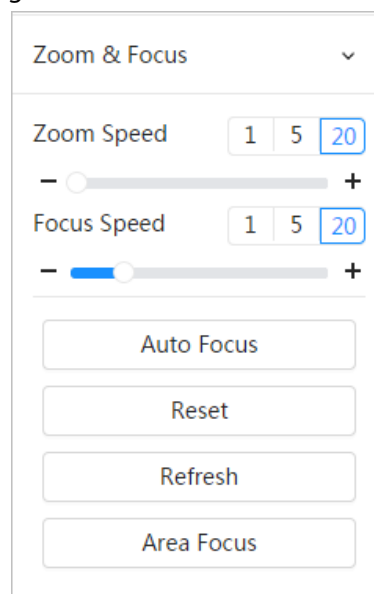 Zoom & Focus
Zoom Speed 1 5 20
− +
Focus Speed 1 5 20
− +
Auto Focus
Reset
Refresh
Area Focus